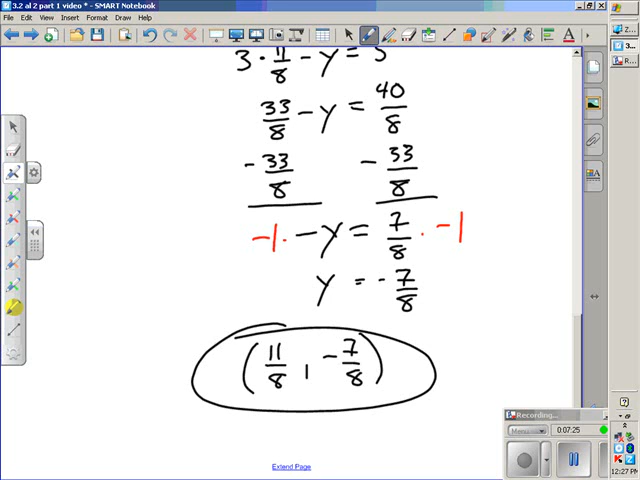 3.2 al 2 part 1 video * - SMART Notebook
File Edit View Insert Format Tools Draw Help
3 · 11/8 - y = 5
33/8 - y = 40/8
- 33/8 - 33/8
-1 · - y = 7/8 · -1
y = - 7/8
(11/8 , - 7/8)
Extend Page
Recording...
Menu
0:07:25
12:27 PM